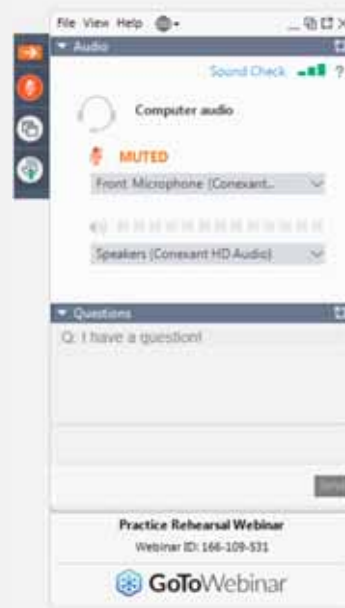 File View Help
Audio
Sound Check ?
Computer audio
MUTED
Front Microphone (Conexant...
Speakers (Conexant HD Audio)
Questions
Q: I have a question!
Send
Practice Rehearsal Webinar
Webinar ID: 166-109-531
GoToWebinar